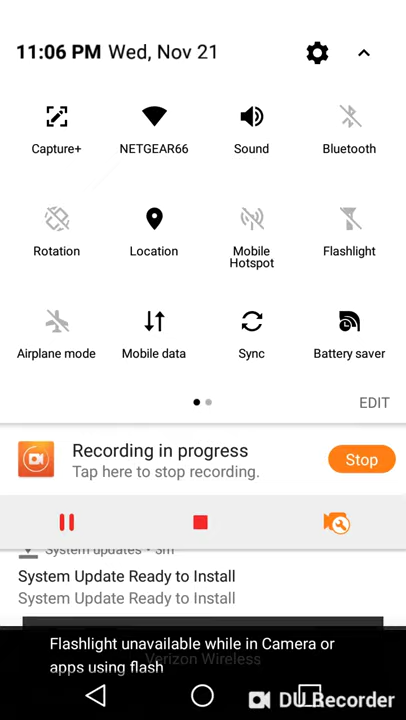 11:06 PM Wed, Nov 21
Capture+ NETGEAR66 Sound Bluetooth
Rotation Location Mobile Hotspot Flashlight
Airplane mode Mobile data Sync Battery saver
EDIT
Recording in progress
Tap here to stop recording.
Stop
System updates • 3m
System Update Ready to Install
System Update Ready to Install
Flashlight unavailable while in Camera or
apps using flash
Verizon Wireless
DU Recorder